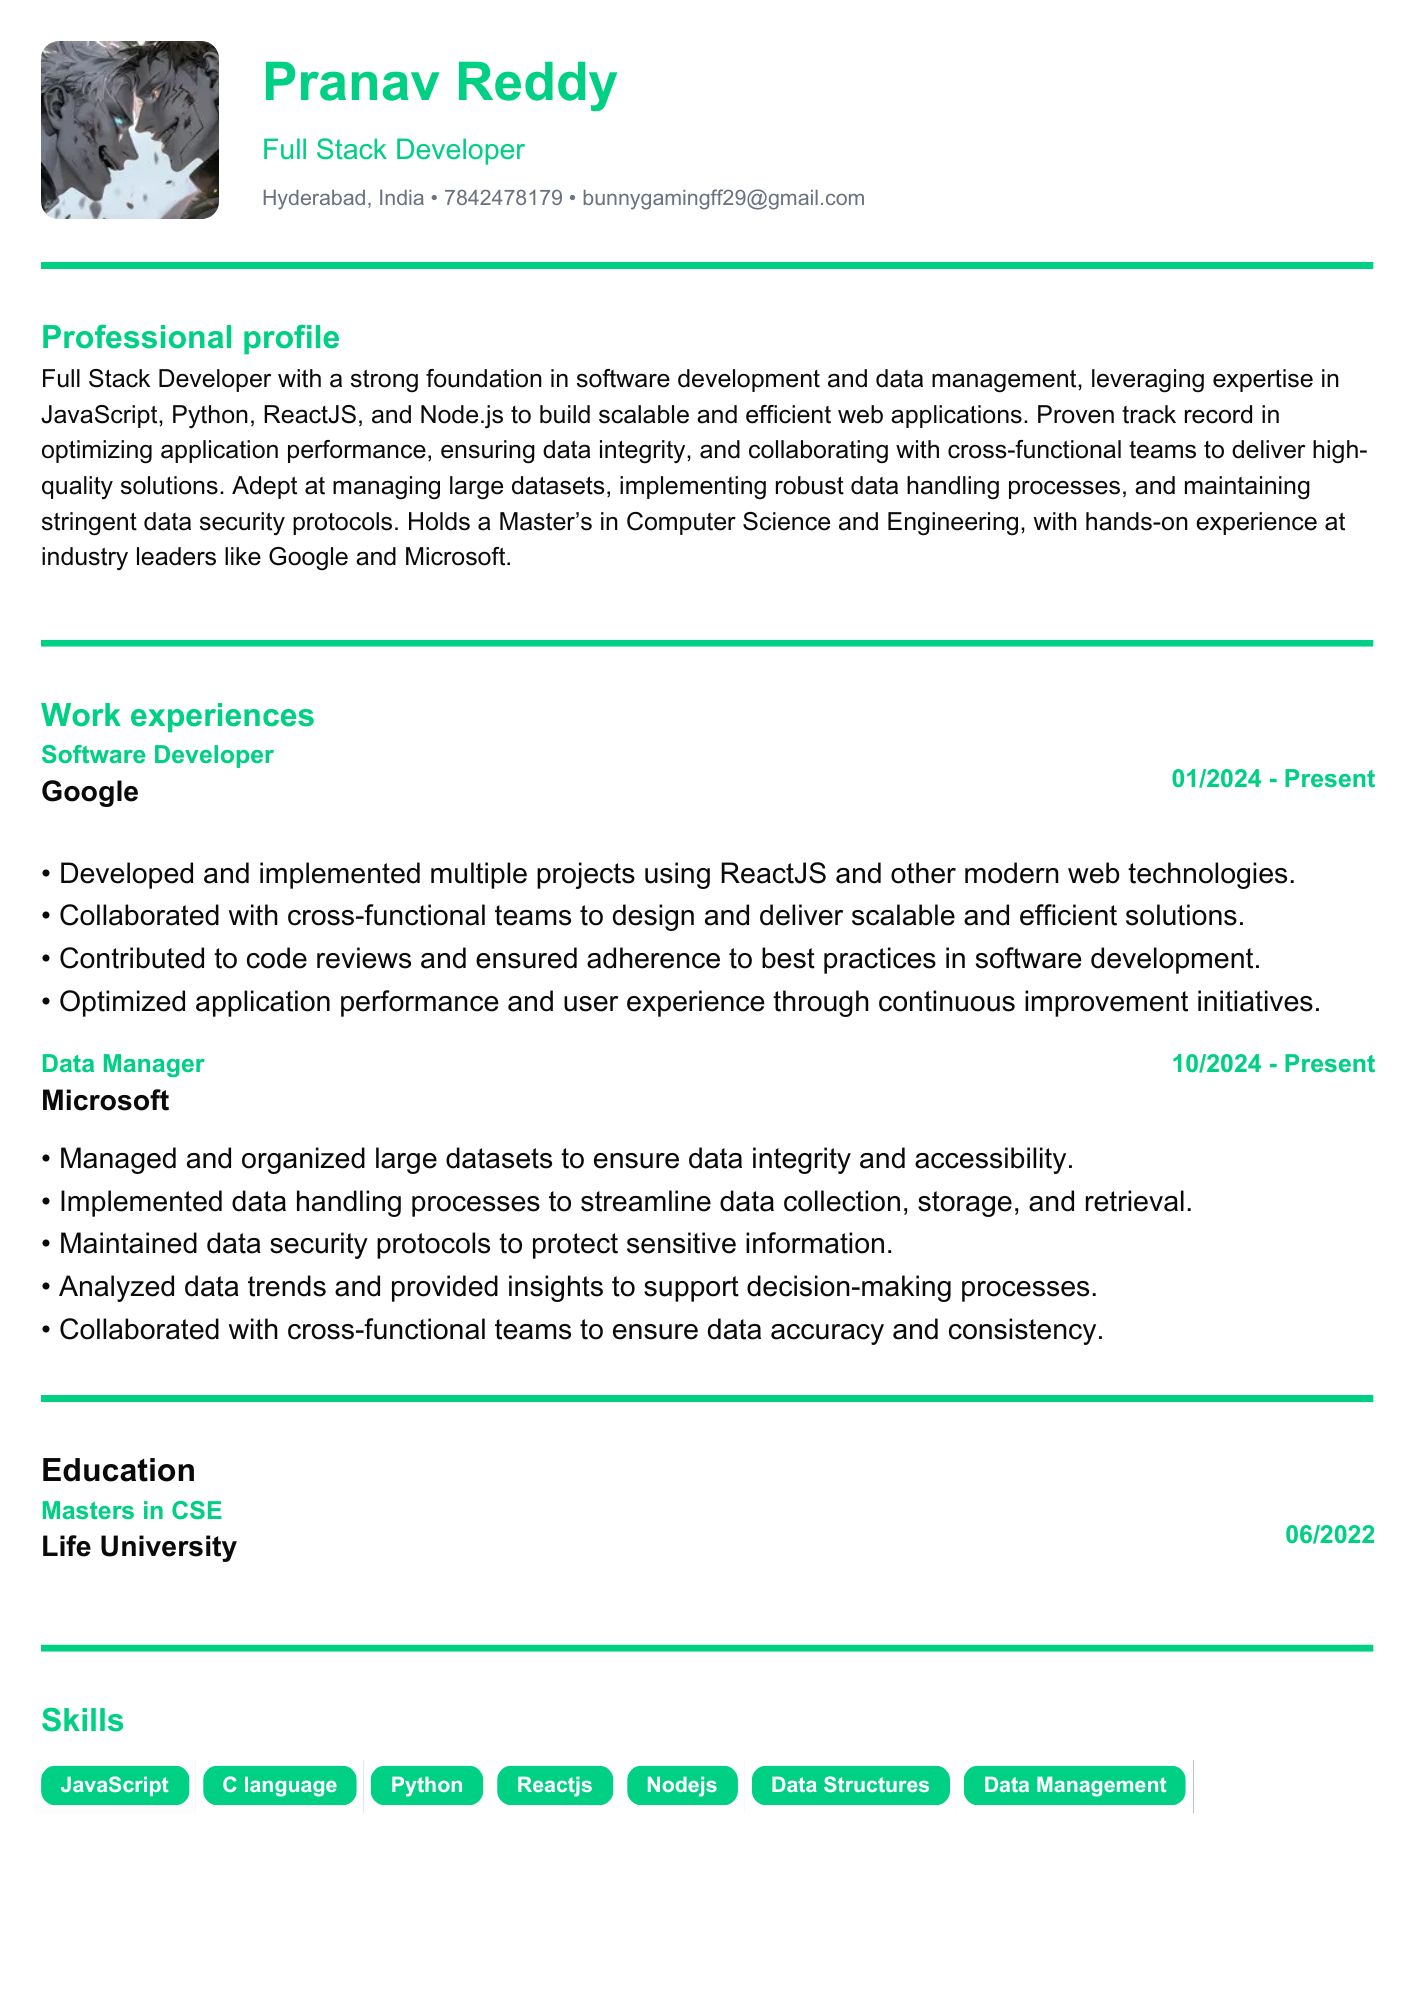 Pranav Reddy
Full Stack Developer
Hyderabad, India • 7842478179 • bunnygamingff29@gmail.com
Professional profile
Full Stack Developer with a strong foundation in software development and data management, leveraging expertise in
JavaScript, Python, ReactJS, and Node.js to build scalable and efficient web applications. Proven track record in
optimizing application performance, ensuring data integrity, and collaborating with cross-functional teams to deliver high-
quality solutions. Adept at managing large datasets, implementing robust data handling processes, and maintaining
stringent data security protocols. Holds a Master’s in Computer Science and Engineering, with hands-on experience at
industry leaders like Google and Microsoft.
Work experiences
Software Developer
Google
01/2024 - Present
• Developed and implemented multiple projects using ReactJS and other modern web technologies.
• Collaborated with cross-functional teams to design and deliver scalable and efficient solutions.
• Contributed to code reviews and ensured adherence to best practices in software development.
• Optimized application performance and user experience through continuous improvement initiatives.
Data Manager
10/2024 - Present
Microsoft
• Managed and organized large datasets to ensure data integrity and accessibility.
• Implemented data handling processes to streamline data collection, storage, and retrieval.
• Maintained data security protocols to protect sensitive information.
• Analyzed data trends and provided insights to support decision-making processes.
• Collaborated with cross-functional teams to ensure data accuracy and consistency.
Education
Masters in CSE
Life University
06/2022
Skills
JavaScript C language Python Reactjs Nodejs Data Structures Data Management